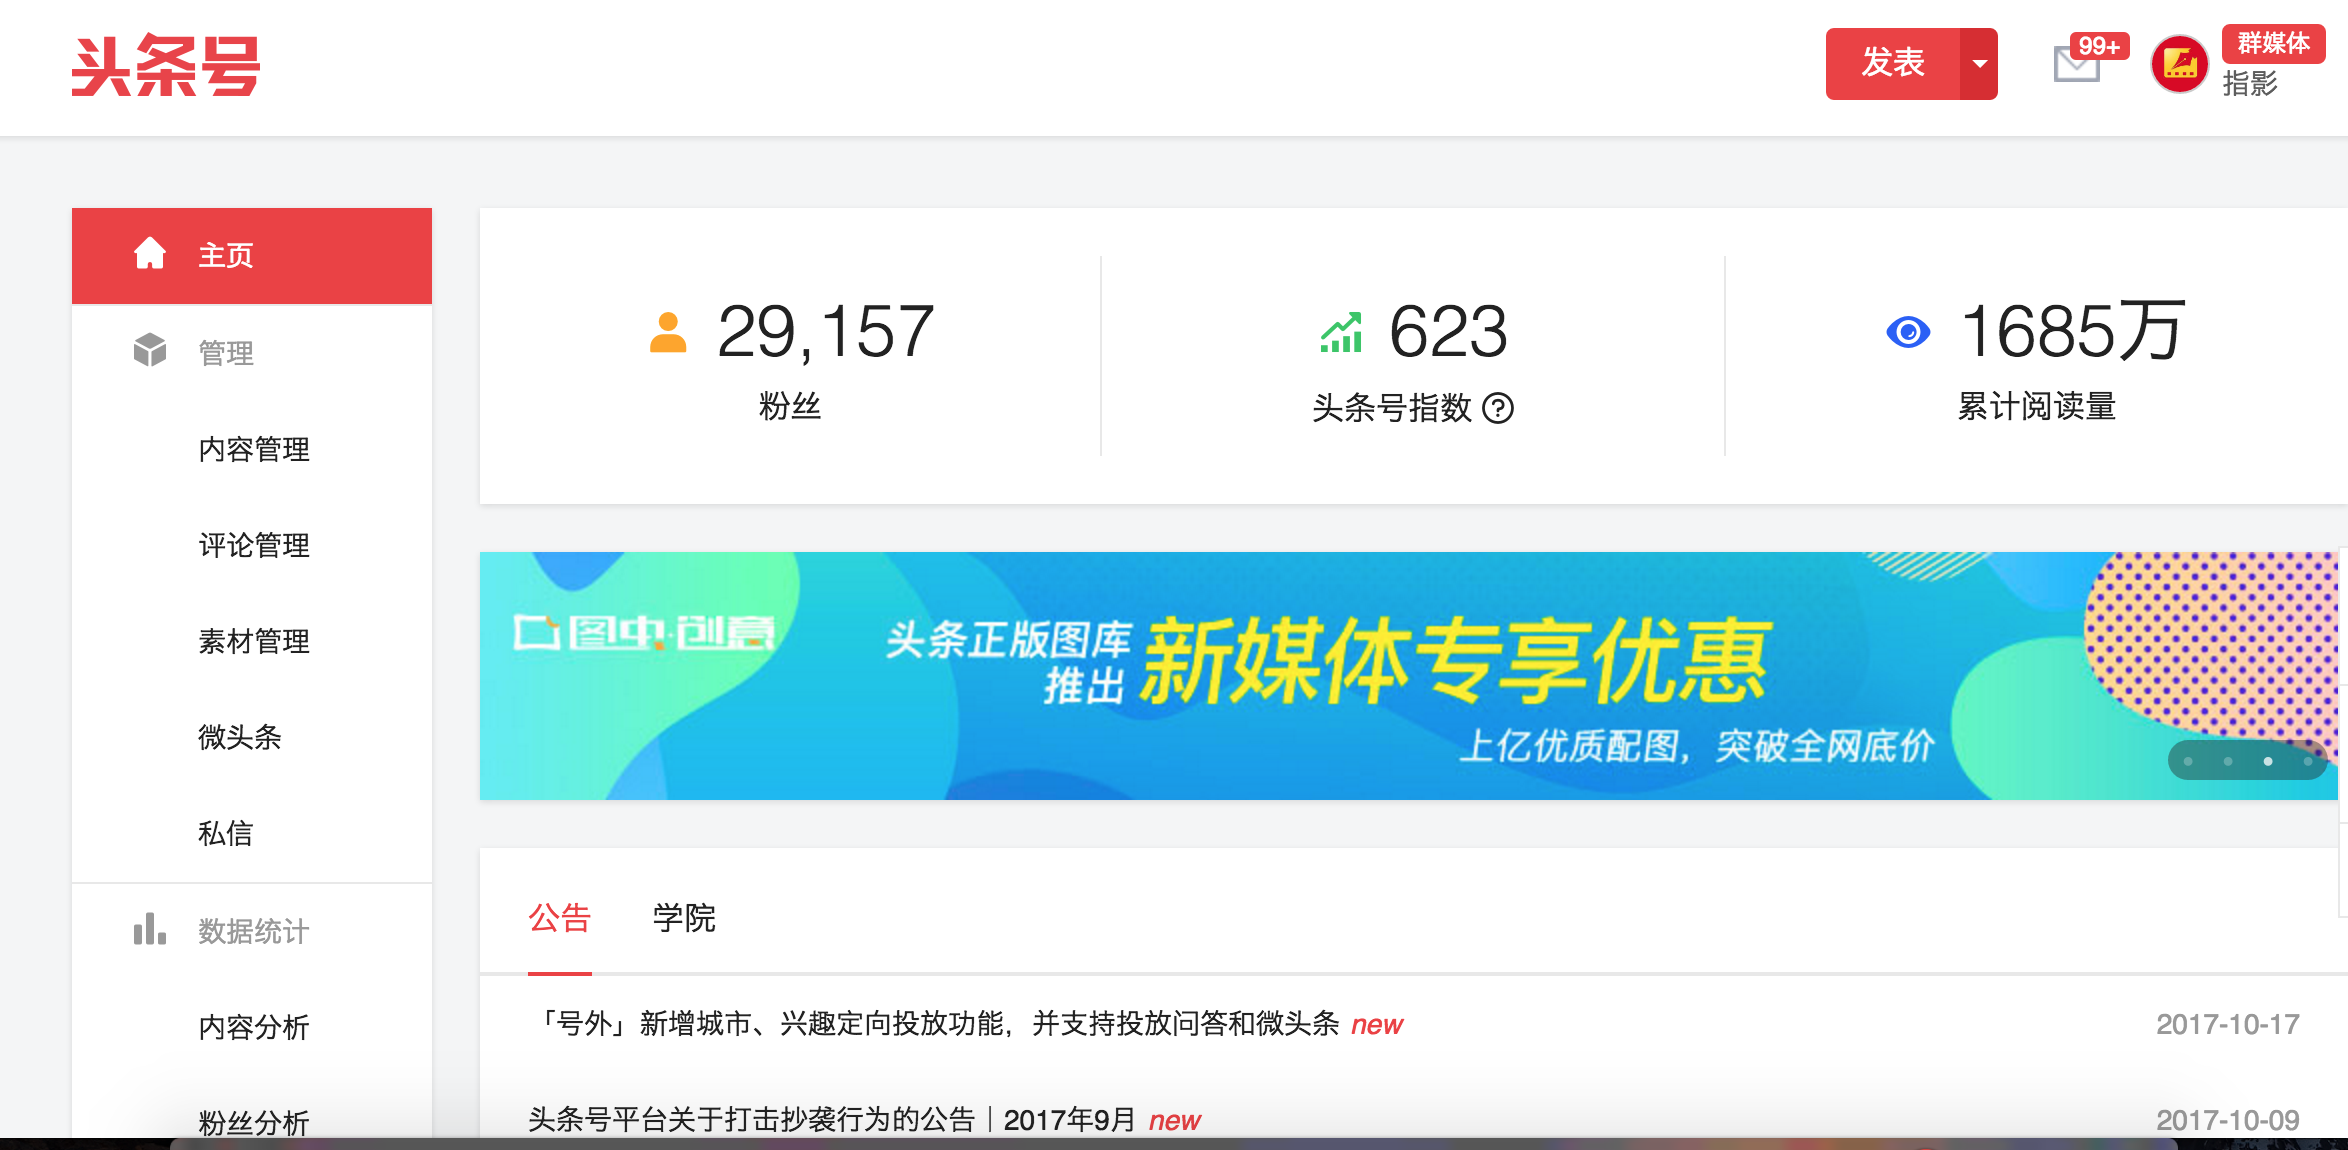 头条号
发表
99+
群媒体
指影
主页
管理
内容管理
评论管理
素材管理
微头条
私信
数据统计
内容分析
粉丝分析
29,157
粉丝
623
头条号指数 ?
1685万
累计阅读量
图虫·创意
头条正版图库
推出 新媒体专享优惠
上亿优质配图，突破全网底价
公告 学院
「号外」新增城市、兴趣定向投放功能，并支持投放问答和微头条 new 2017-10-17
头条号平台关于打击抄袭行为的公告｜2017年9月 new 2017-10-09